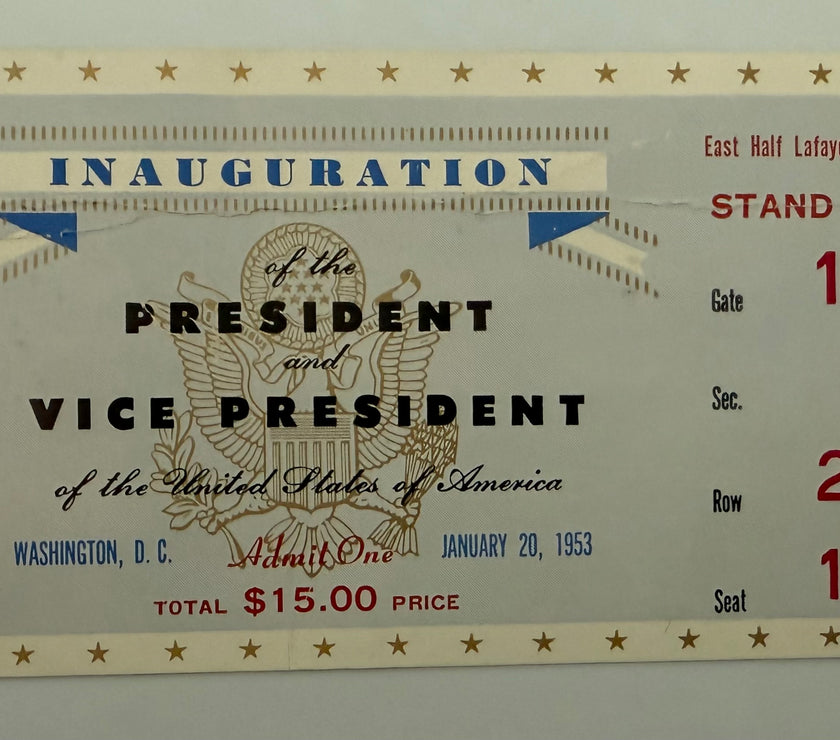 INAUGURATION
of the
PRESIDENT
and
VICE PRESIDENT
of the United States of America
WASHINGTON, D. C.
Admit One
JANUARY 20, 1953
TOTAL $15.00 PRICE
East Half
STAND
Gate
Sec.
Row
Seat